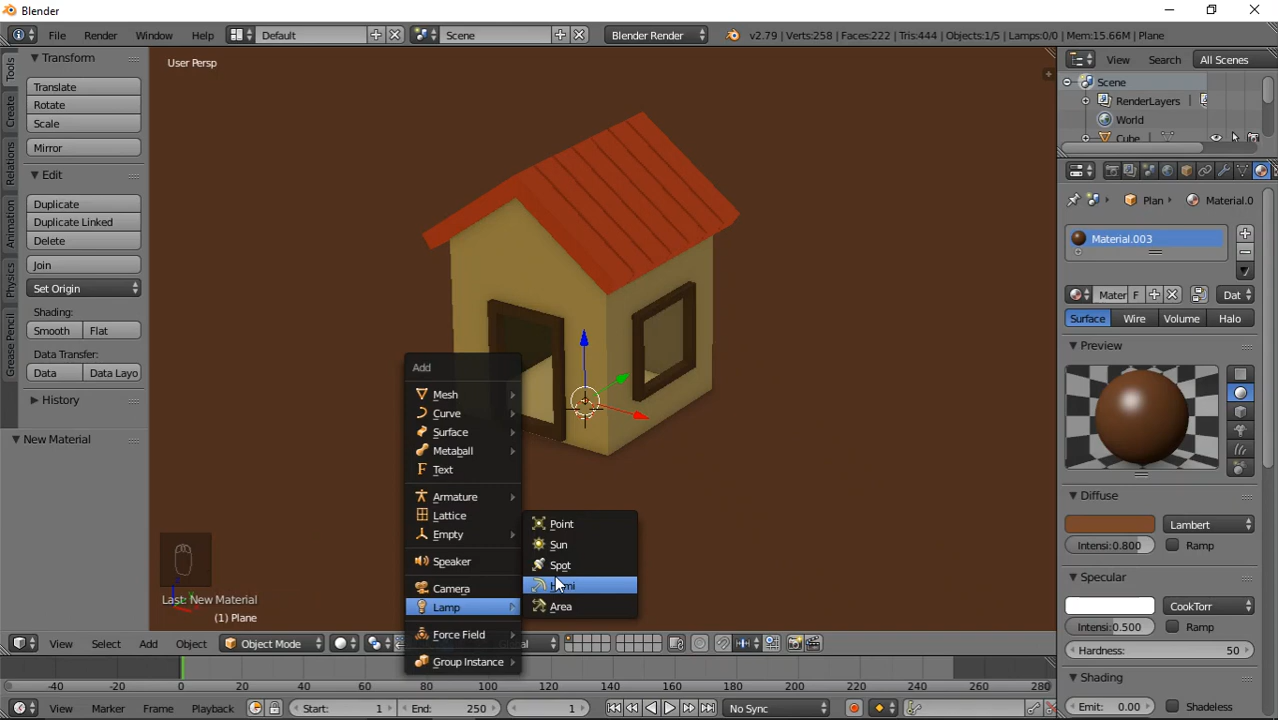 Blender
File Render Window Help Default Scene Blender Render v2.79 | Verts:258 | Faces:222 | Tris:444 | Objects:1/5 | Lamps:0/0 | Mem:15.66M | Plane
Tools
Create
Relations
Animation
Physics
Grease Pencil
Transform
Translate
Rotate
Scale
Mirror
Edit
Duplicate
Duplicate Linked
Delete
Join
Set Origin
Shading:
Smooth Flat
Data Transfer:
Data Data Layo
History
New Material
User Persp
Add
Mesh
Curve
Surface
Metaball
Text
Armature
Lattice
Empty
Speaker
Camera
Lamp
Force Field
Group Instance
Point
Sun
Spot
Area
Last: New Material
(1) Plane
View Search All Scenes
Scene
RenderLayers
World
Cube
Plan Material.0
Material.003
Mater F Dat
Surface Wire Volume Halo
Preview
Diffuse
Lambert
Intensi:0.800 Ramp
Specular
CookTorr
Intensi:0.500 Ramp
Hardness: 50
Shading
Emit: 0.00 Shadeless
View Select Add Object Object Mode
-40 -20 0 20 40 60 80 100 120 140 160 180 200 220 240 260 280
View Marker Frame Playback Start: 1 End: 250 1 No Sync